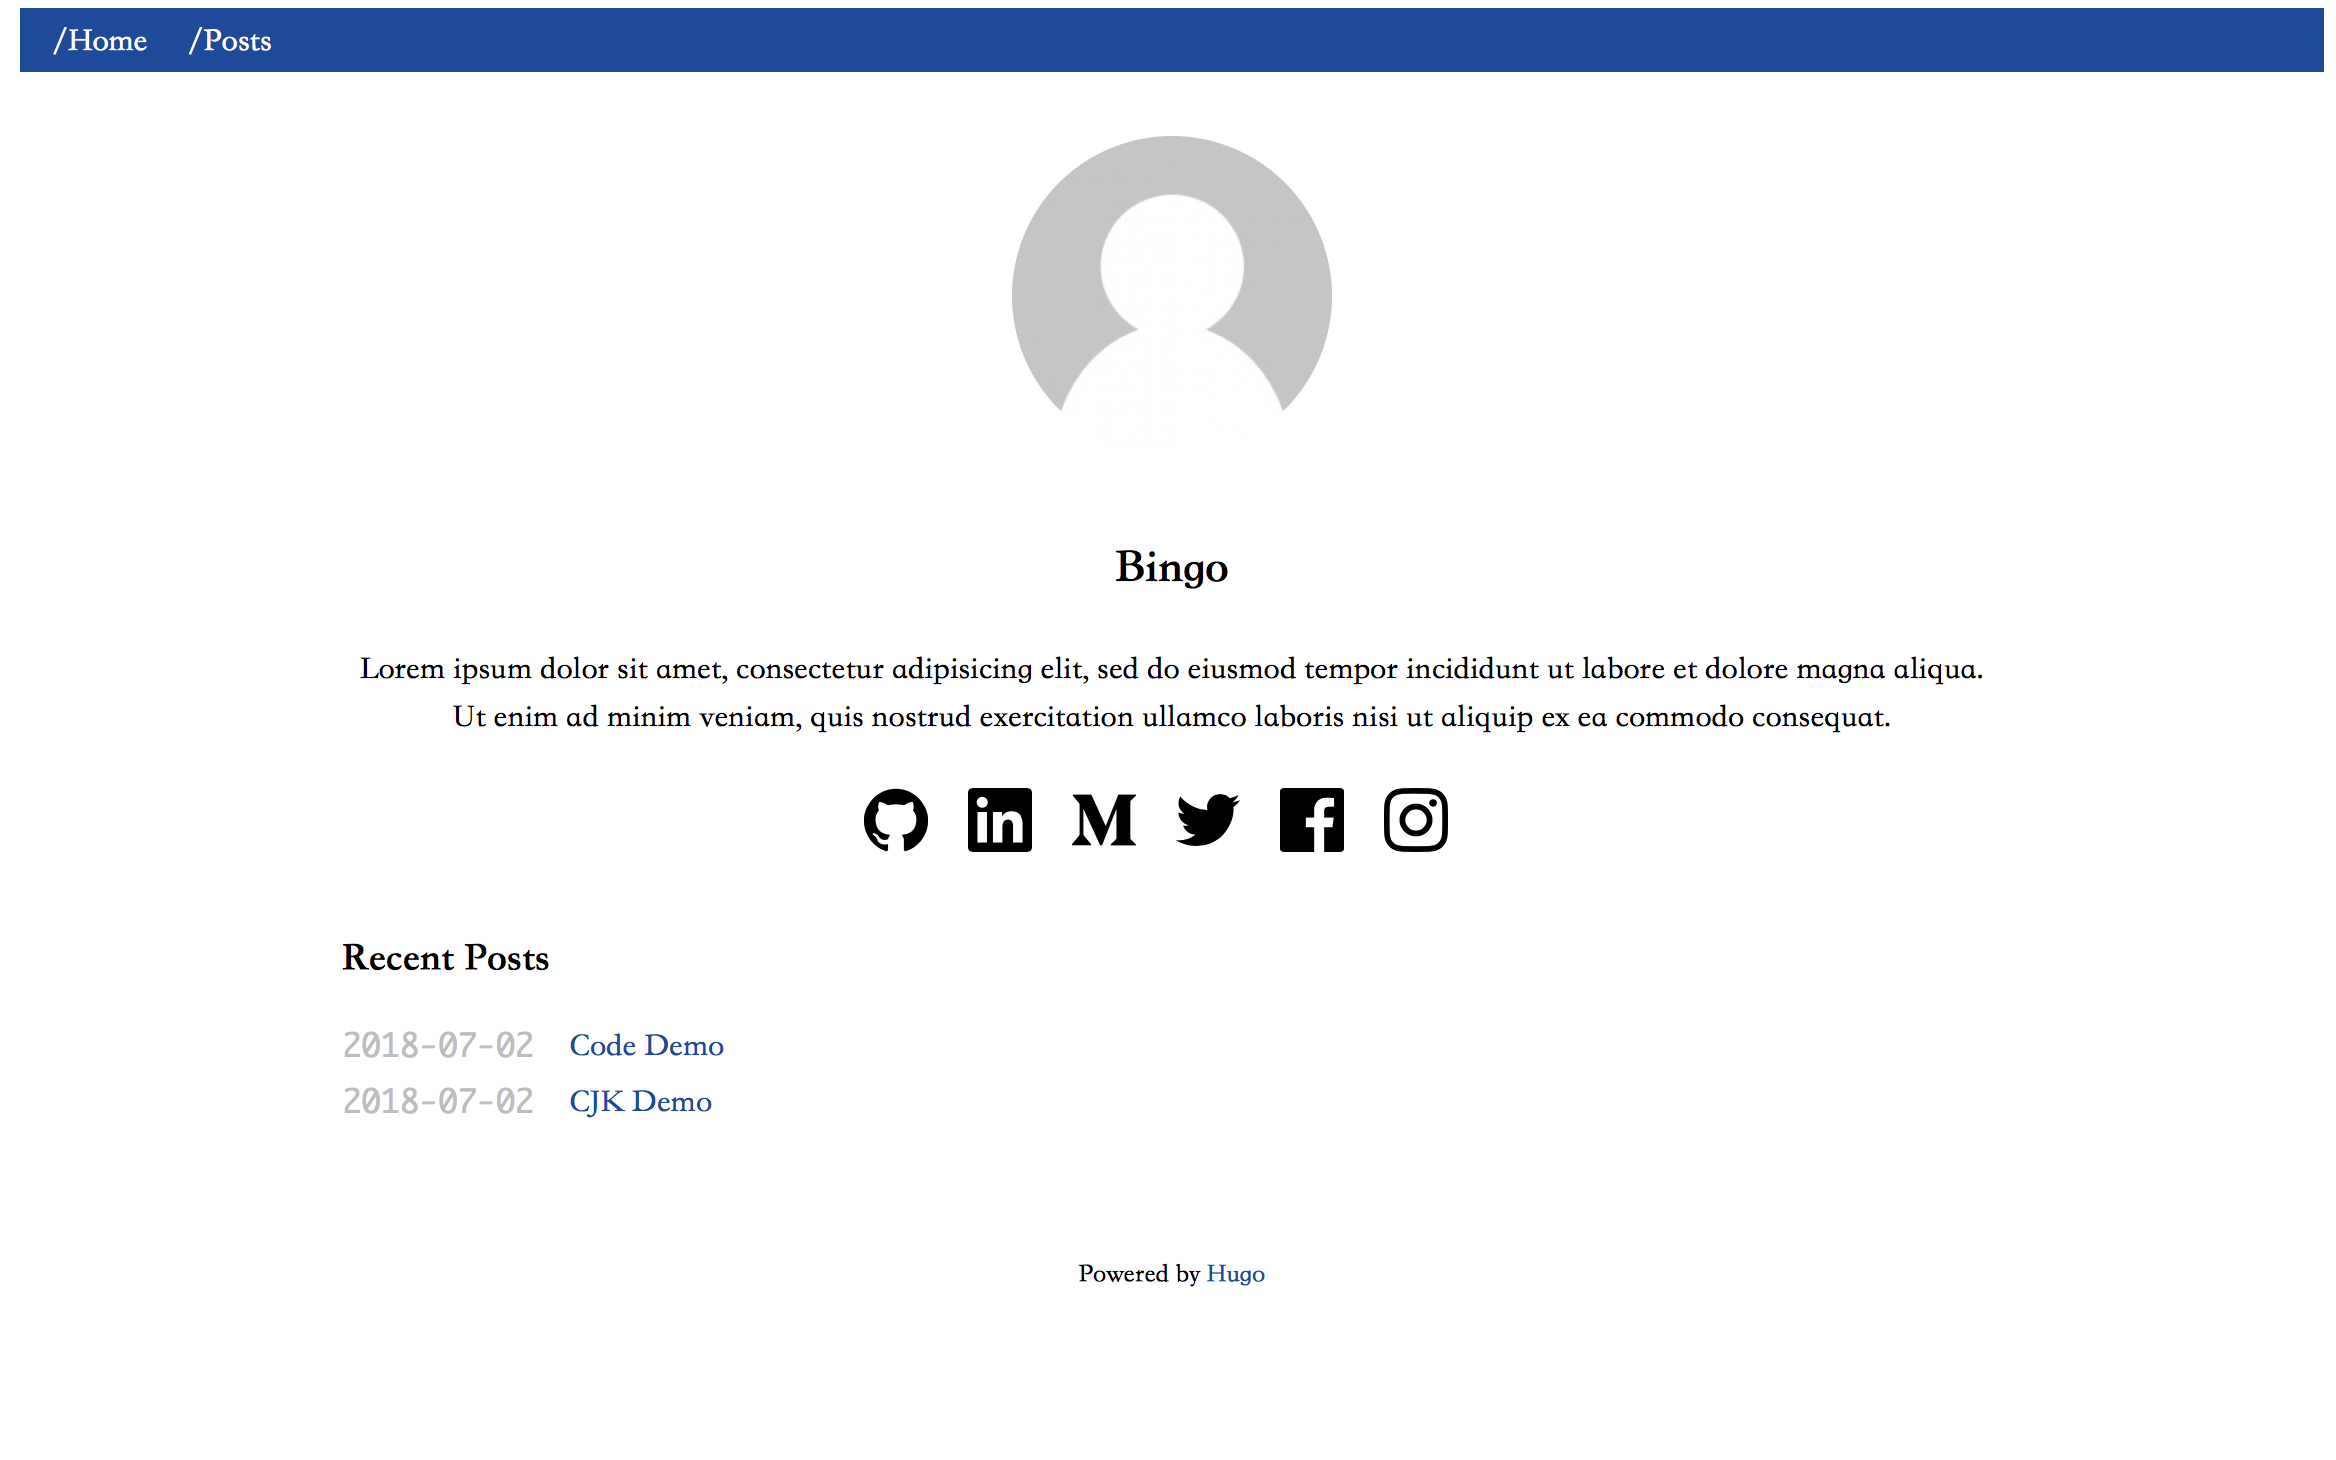 /Home /Posts
Bingo
Lorem ipsum dolor sit amet, consectetur adipisicing elit, sed do eiusmod tempor incididunt ut labore et dolore magna aliqua.
Ut enim ad minim veniam, quis nostrud exercitation ullamco laboris nisi ut aliquip ex ea commodo consequat.
Recent Posts
2018-07-02 Code Demo
2018-07-02 CJK Demo
Powered by Hugo